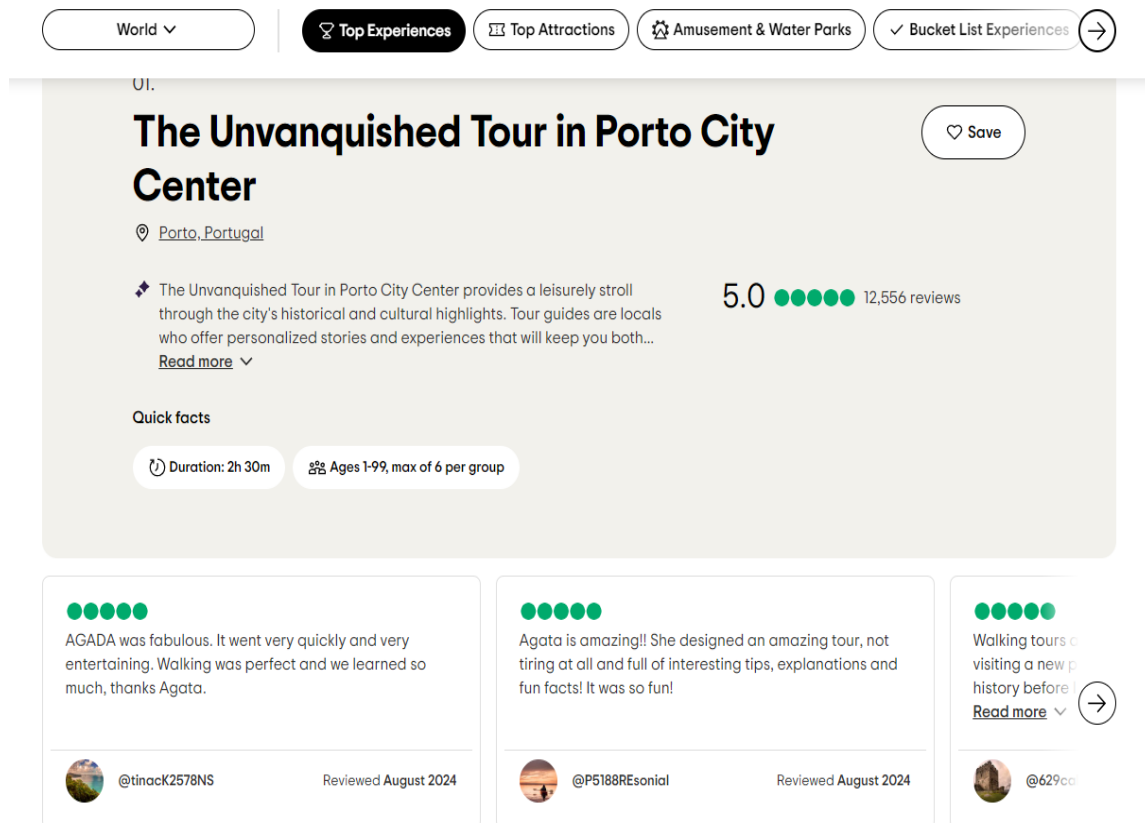 World
Top Experiences
Top Attractions
Amusement & Water Parks
Bucket List Experiences
01.
The Unvanquished Tour in Porto City
Center
Save
Porto, Portugal
The Unvanquished Tour in Porto City Center provides a leisurely stroll
through the city's historical and cultural highlights. Tour guides are locals
who offer personalized stories and experiences that will keep you both...
Read more
5.0
12,556 reviews
Quick facts
Duration: 2h 30m
Ages 1-99, max of 6 per group
AGADA was fabulous. It went very quickly and very
entertaining. Walking was perfect and we learned so
much, thanks Agata.
@tinacK2578NS
Reviewed August 2024
Agata is amazing!! She designed an amazing tour, not
tiring at all and full of interesting tips, explanations and
fun facts! It was so fun!
@P5188REsonial
Reviewed August 2024
Walking tours
visiting a new
history before
Read more